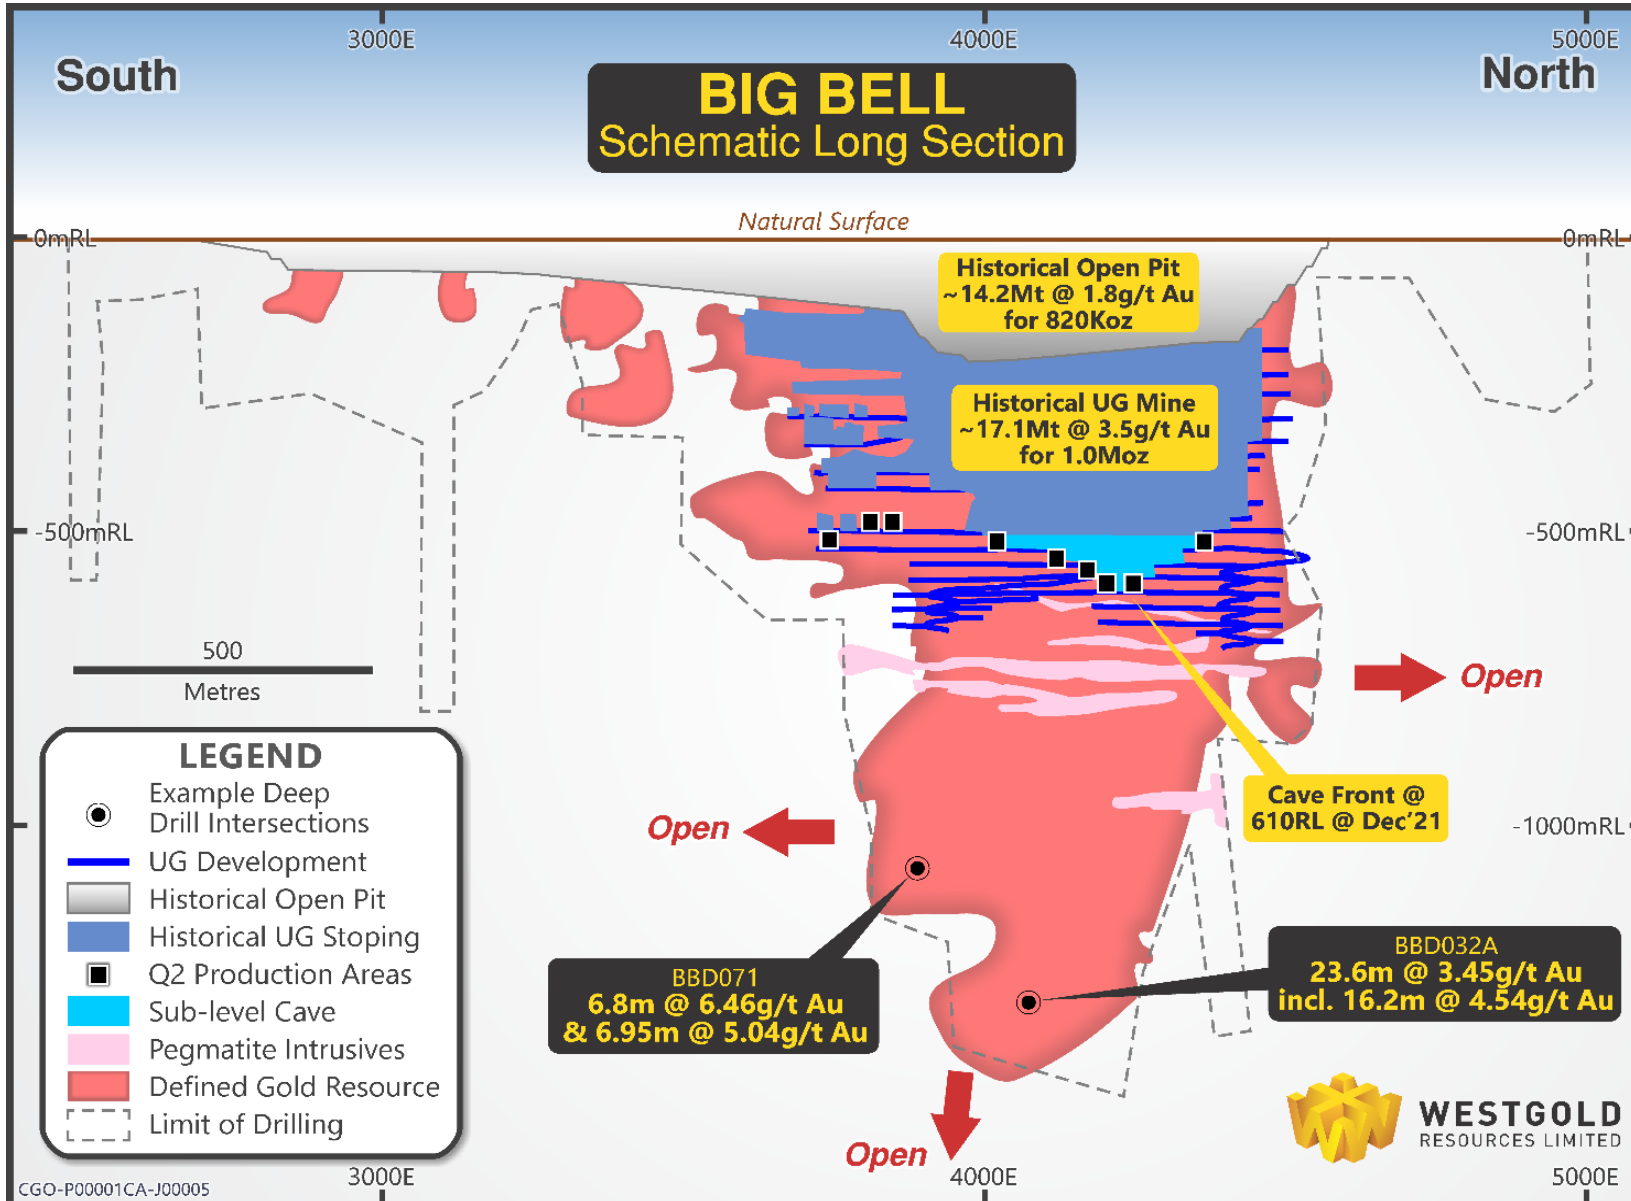 3000E
4000E
5000E
South
North
BIG BELL
Schematic Long Section
Natural Surface
0mRL
0mRL
Historical Open Pit
~14.2Mt @ 1.8g/t Au
for 820Koz
Historical UG Mine
~17.1Mt @ 3.5g/t Au
for 1.0Moz
-500mRL
-500mRL
500
Metres
Open
Cave Front @
610RL @ Dec'21
Open
-1000mRL
LEGEND
Example Deep
Drill Intersections
UG Development
Historical Open Pit
Historical UG Stoping
Q2 Production Areas
Sub-level Cave
Pegmatite Intrusives
Defined Gold Resource
Limit of Drilling
BBD071
6.8m @ 6.46g/t Au
& 6.95m @ 5.04g/t Au
BBD032A
23.6m @ 3.45g/t Au
incl. 16.2m @ 4.54g/t Au
Open
WESTGOLD
RESOURCES LIMITED
CGO-P00001CA-J00005
3000E
4000E
5000E